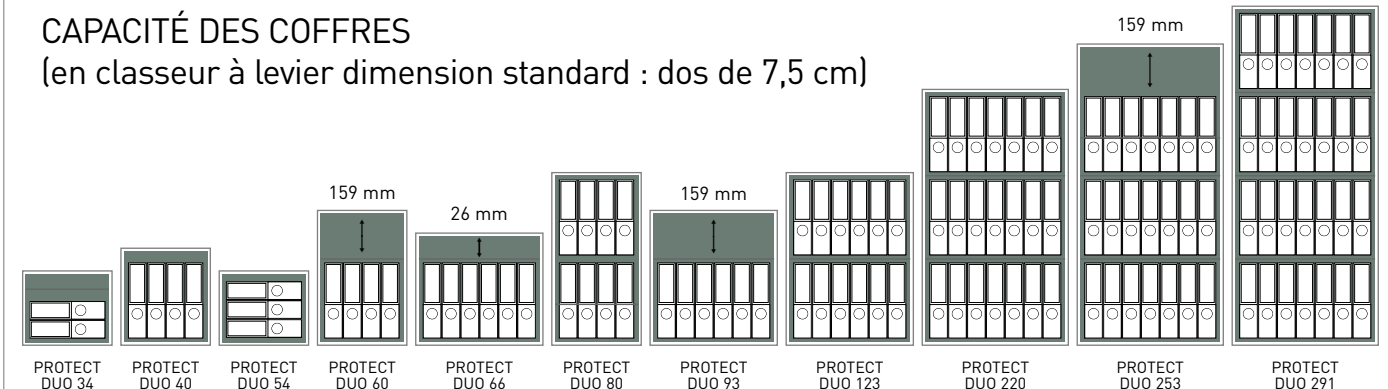 CAPACITÉ DES COFFRES
(en classeur à levier dimension standard : dos de 7,5 cm)
159 mm
26 mm
159 mm
159 mm
PROTECT
DUO 34
PROTECT
DUO 40
PROTECT
DUO 54
PROTECT
DUO 60
PROTECT
DUO 66
PROTECT
DUO 80
PROTECT
DUO 93
PROTECT
DUO 123
PROTECT
DUO 220
PROTECT
DUO 253
PROTECT
DUO 291